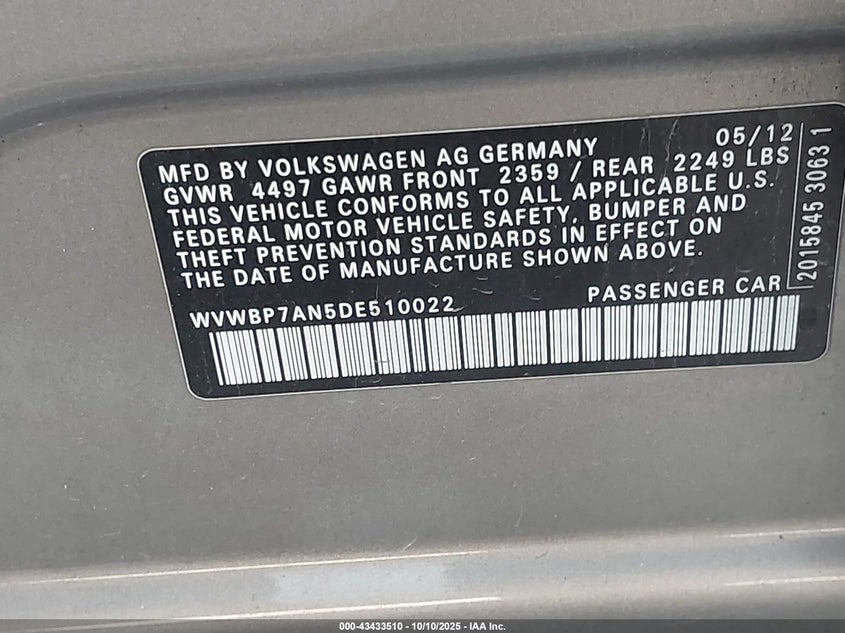 05/12
MFD BY VOLKSWAGEN AG GERMANY
GVWR 4497 GAWR FRONT 2359 / REAR 2249 LBS
THIS VEHICLE CONFORMS TO ALL APPLICABLE U.S.
FEDERAL MOTOR VEHICLE SAFETY, BUMPER AND
THEFT PREVENTION STANDARDS IN EFFECT ON
THE DATE OF MANUFACTURE SHOWN ABOVE.
WVWBP7AN5DE510022 PASSENGER CAR
2015845 3063 1
000-43433510 - 10/10/2025 - IAA Inc.